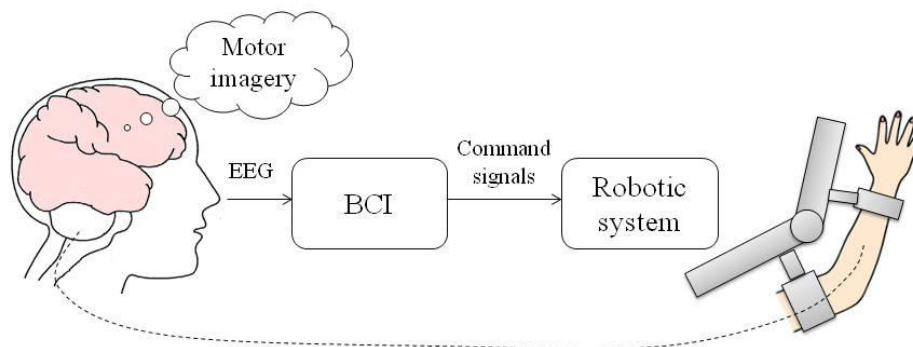 Motor
imagery
EEG
BCI
Command
signals
Robotic
system